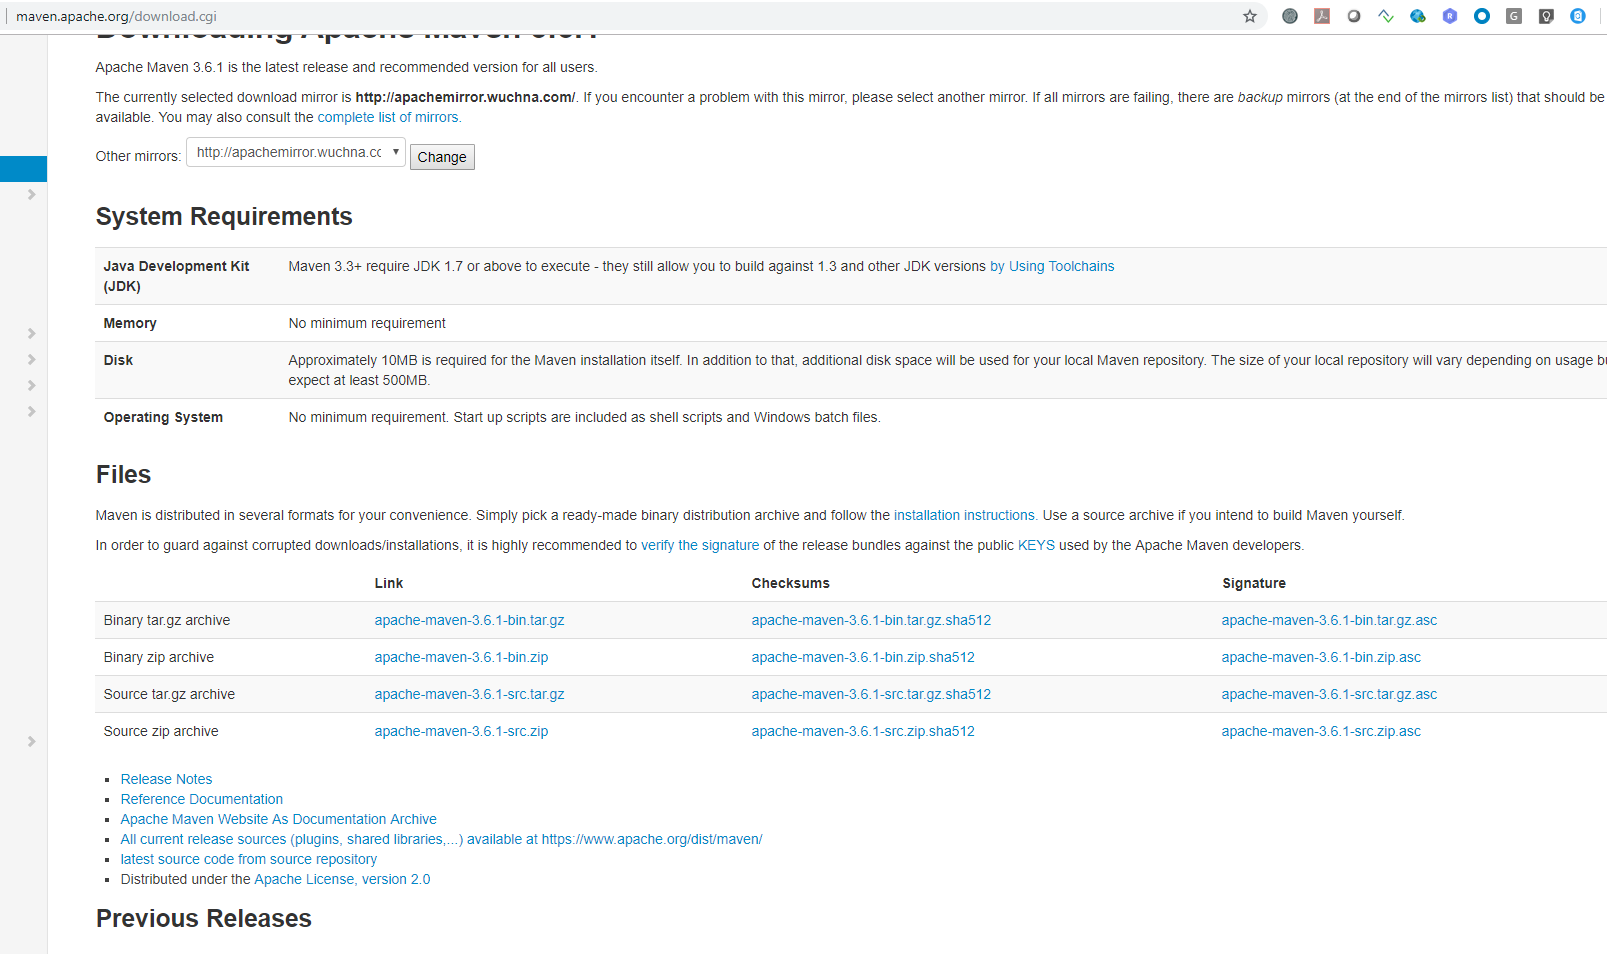 maven.apache.org/download.cgi
Downloading Apache Maven 3.6.1
Apache Maven 3.6.1 is the latest release and recommended version for all users.
The currently selected download mirror is http://apachemirror.wuchna.com/. If you encounter a problem with this mirror, please select another mirror. If all mirrors are failing, there are backup mirrors (at the end of the mirrors list) that should be
available. You may also consult the complete list of mirrors.
Other mirrors: http://apachemirror.wuchna.cc Change
System Requirements
Java Development Kit Maven 3.3+ require JDK 1.7 or above to execute - they still allow you to build against 1.3 and other JDK versions by Using Toolchains
(JDK)
Memory No minimum requirement
Disk Approximately 10MB is required for the Maven installation itself. In addition to that, additional disk space will be used for your local Maven repository. The size of your local repository will vary depending on usage bu
expect at least 500MB.
Operating System No minimum requirement. Start up scripts are included as shell scripts and Windows batch files.
Files
Maven is distributed in several formats for your convenience. Simply pick a ready-made binary distribution archive and follow the installation instructions. Use a source archive if you intend to build Maven yourself.
In order to guard against corrupted downloads/installations, it is highly recommended to verify the signature of the release bundles against the public KEYS used by the Apache Maven developers.
Link Checksums Signature
Binary tar.gz archive apache-maven-3.6.1-bin.tar.gz apache-maven-3.6.1-bin.tar.gz.sha512 apache-maven-3.6.1-bin.tar.gz.asc
Binary zip archive apache-maven-3.6.1-bin.zip apache-maven-3.6.1-bin.zip.sha512 apache-maven-3.6.1-bin.zip.asc
Source tar.gz archive apache-maven-3.6.1-src.tar.gz apache-maven-3.6.1-src.tar.gz.sha512 apache-maven-3.6.1-src.tar.gz.asc
Source zip archive apache-maven-3.6.1-src.zip apache-maven-3.6.1-src.zip.sha512 apache-maven-3.6.1-src.zip.asc
Release Notes
Reference Documentation
Apache Maven Website As Documentation Archive
All current release sources (plugins, shared libraries,...) available at https://www.apache.org/dist/maven/
latest source code from source repository
Distributed under the Apache License, version 2.0
Previous Releases